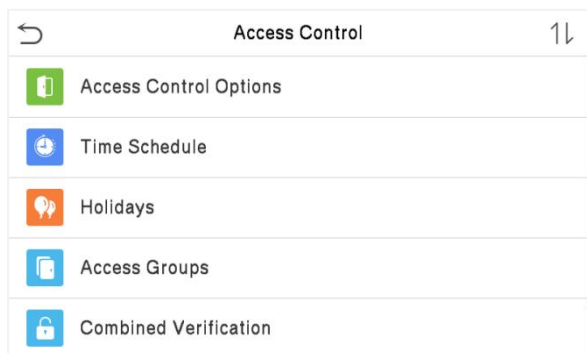 Access Control
Access Control Options
Time Schedule
Holidays
Access Groups
Combined Verification